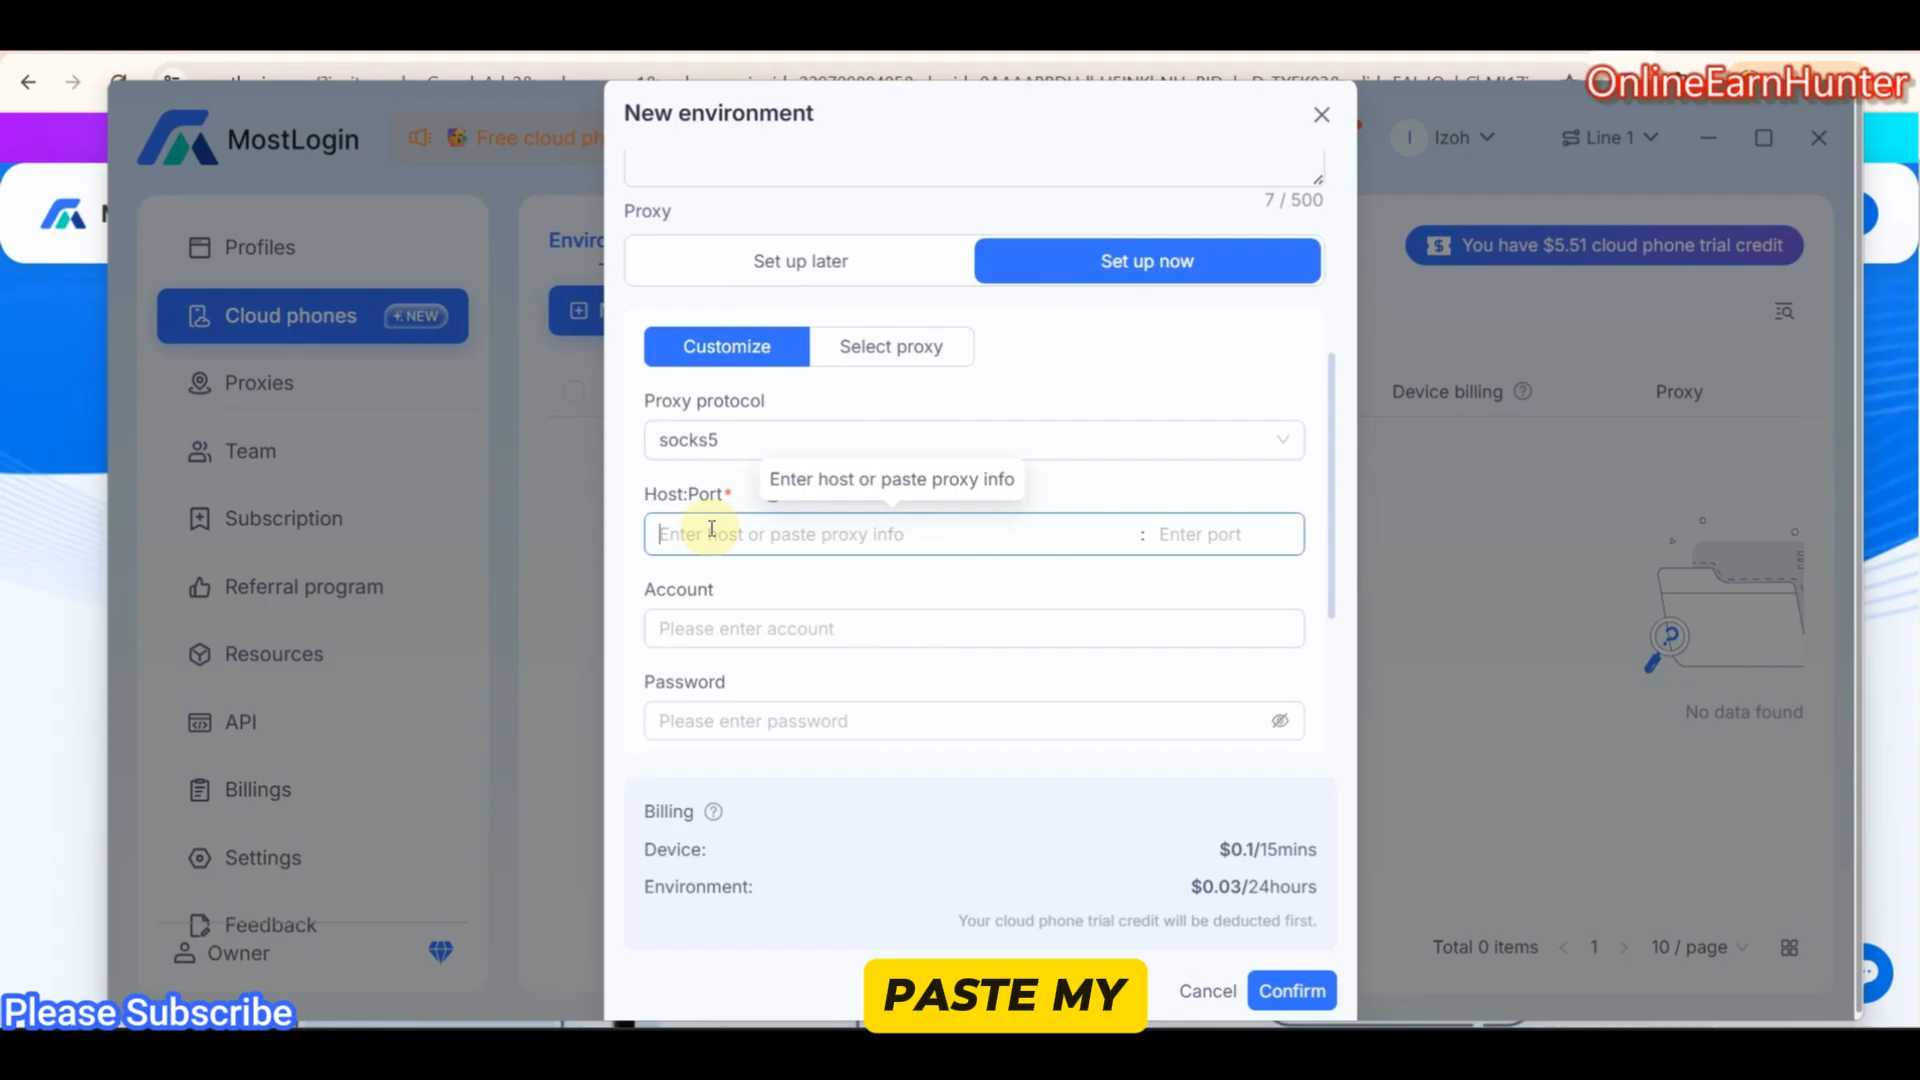 OnlineEarnHunter
MostLogin
Free cloud ph
New environment
Izoh
Line 1
7 / 500
Proxy
Set up later
Set up now
You have $5.51 cloud phone trial credit
Profiles
Cloud phones
NEW
Proxies
Team
Subscription
Referral program
Resources
API
Billings
Settings
Feedback
Owner
Enviro
Customize
Select proxy
Device billing
Proxy
Proxy protocol
socks5
Enter host or paste proxy info
Host:Port*
Enter host or paste proxy info : Enter port
Account
Please enter account
Password
Please enter password
No data found
Billing
Device: $0.1/15mins
Environment: $0.03/24hours
Your cloud phone trial credit will be deducted first.
Total 0 items < 1 > 10 / page
Cancel
Confirm
PASTE MY
Please Subscribe